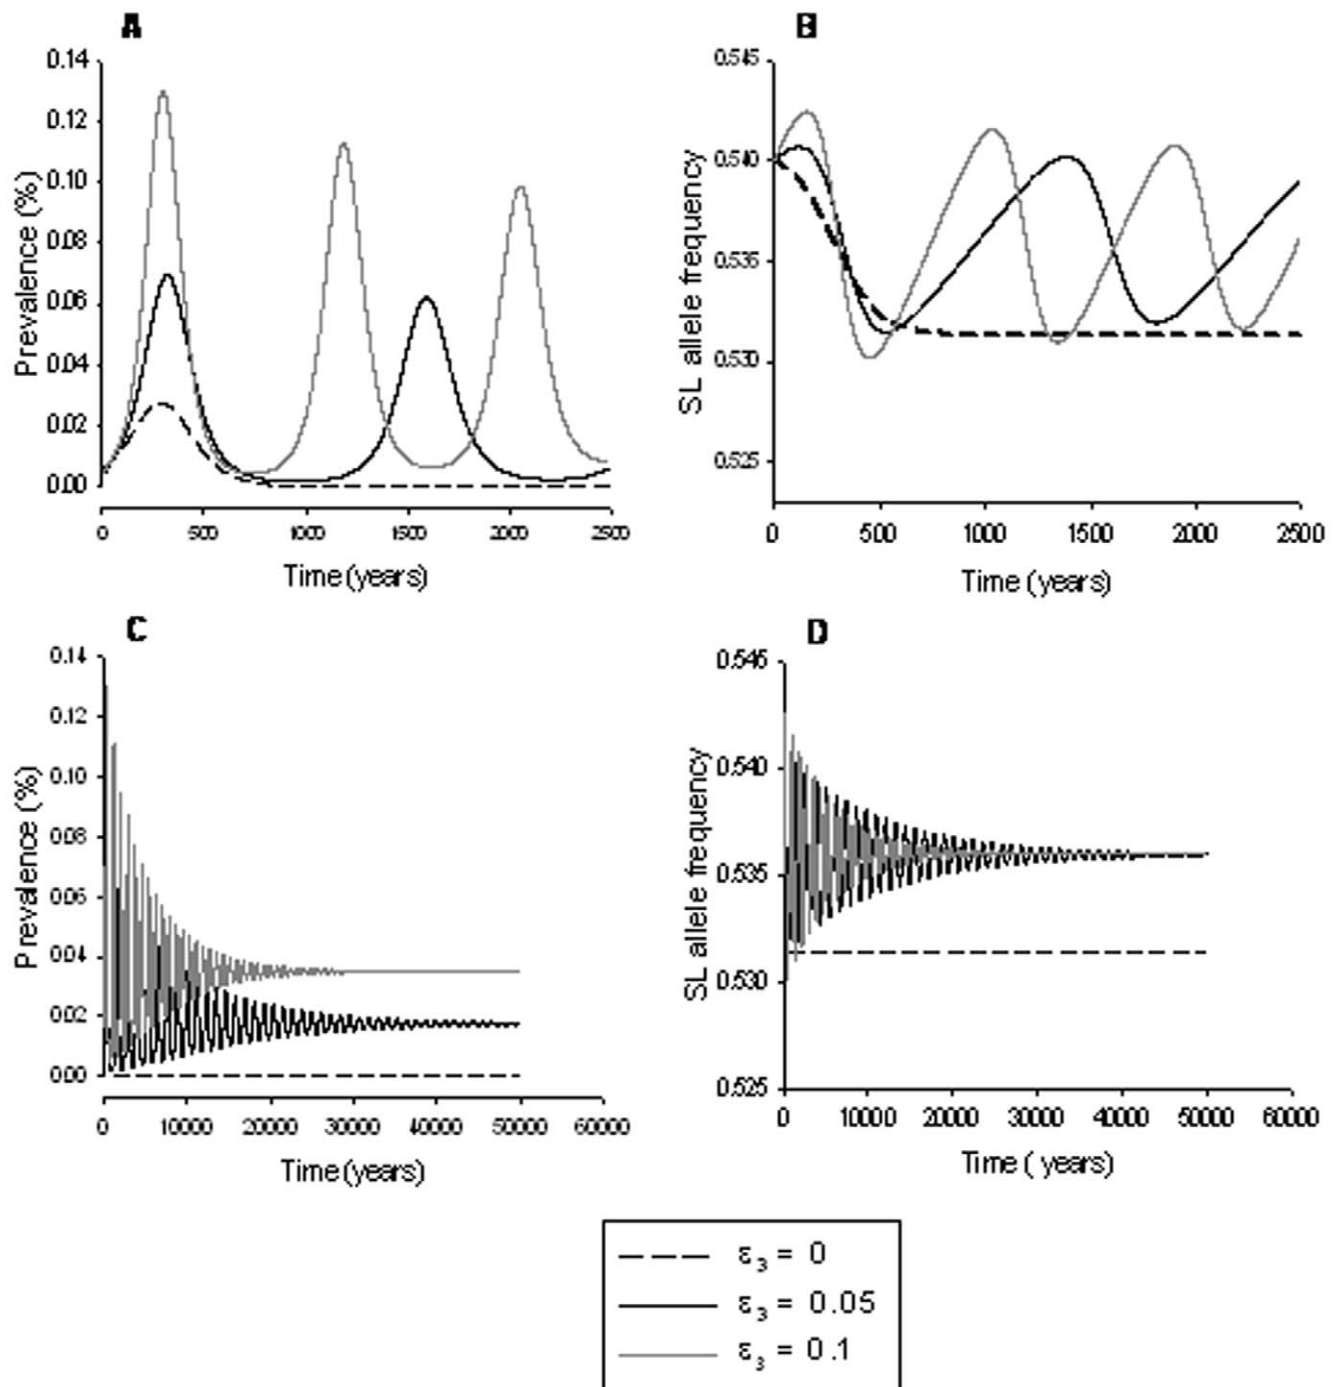 A
Prevalence (%)
0.14
0.12
0.10
0.08
0.06
0.04
0.02
0.00
0 500 1000 1500 2000 2500
Time (years)
B
SL allele frequency
0.545
0.540
0.535
0.530
0.525
0 500 1000 1500 2000 2500
Time (years)
C
Prevalence (%)
0.14
0.12
0.10
0.08
0.06
0.04
0.02
0.00
0 10000 20000 30000 40000 50000 60000
Time (years)
D
SL allele frequency
0.545
0.540
0.535
0.530
0.525
0 10000 20000 30000 40000 50000 60000
Time ( years)
ε₃ = 0
ε₃ = 0.05
ε₃ = 0.1